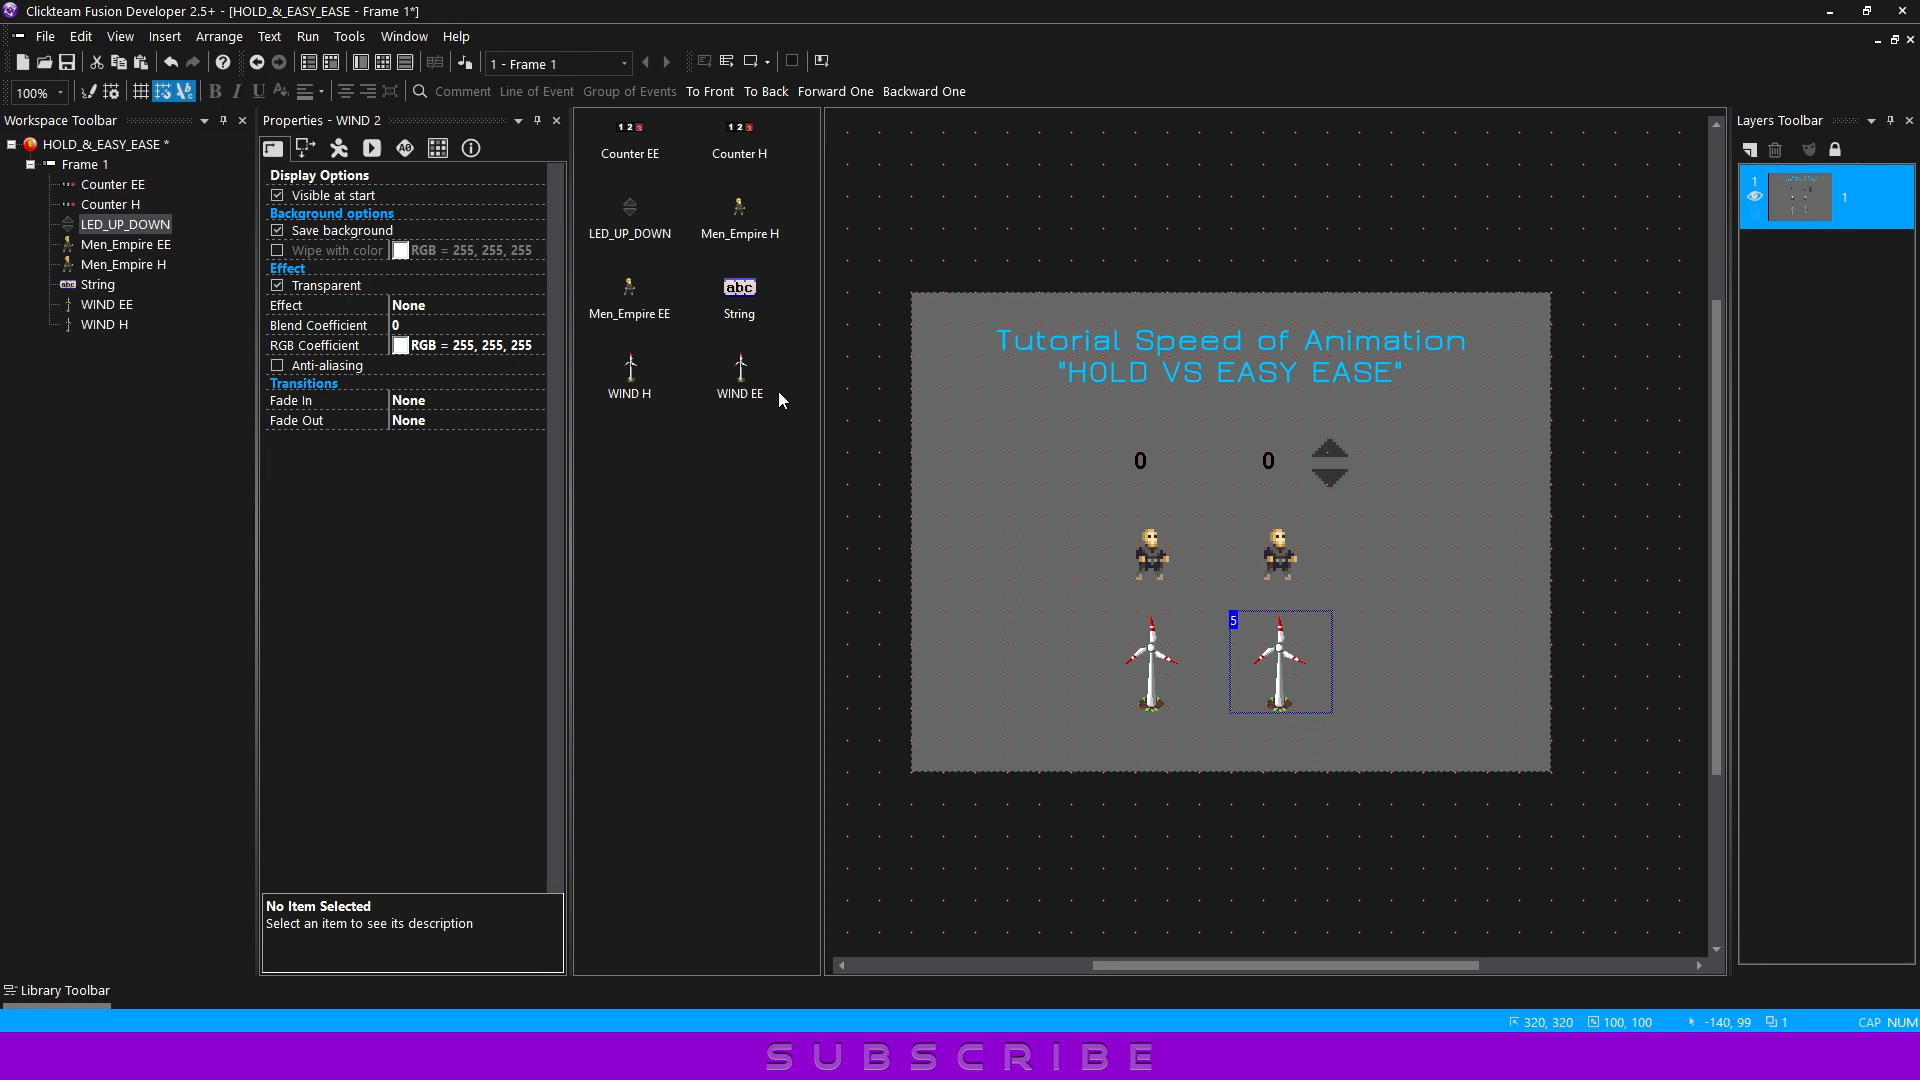 Clickteam Fusion Developer 2.5+ - [HOLD_&_EASY_EASE - Frame 1*]
File Edit View Insert Arrange Text Run Tools Window Help
1 - Frame 1
100%
B I U Comment Line of Event Group of Events To Front To Back Forward One Backward One
Workspace Toolbar
HOLD_&_EASY_EASE *
Frame 1
Counter EE
Counter H
LED_UP_DOWN
Men_Empire EE
Men_Empire H
abc String
WIND EE
WIND H
Properties - WIND 2
Display Options
Visible at start
Background options
Save background
Wipe with color RGB = 255, 255, 255
Effect
Transparent
Effect None
Blend Coefficient 0
RGB Coefficient RGB = 255, 255, 255
Anti-aliasing
Transitions
Fade In None
Fade Out None
No Item Selected
Select an item to see its description
1 2 3 1 2 3
Counter EE Counter H
LED_UP_DOWN Men_Empire H
abc
Men_Empire EE String
WIND H WIND EE
Tutorial Speed of Animation
"HOLD VS EASY EASE"
0 0
5
Layers Toolbar
1
1
Library Toolbar
320, 320 100, 100 -140, 99 1 CAP NUM
SUBSCRIBE